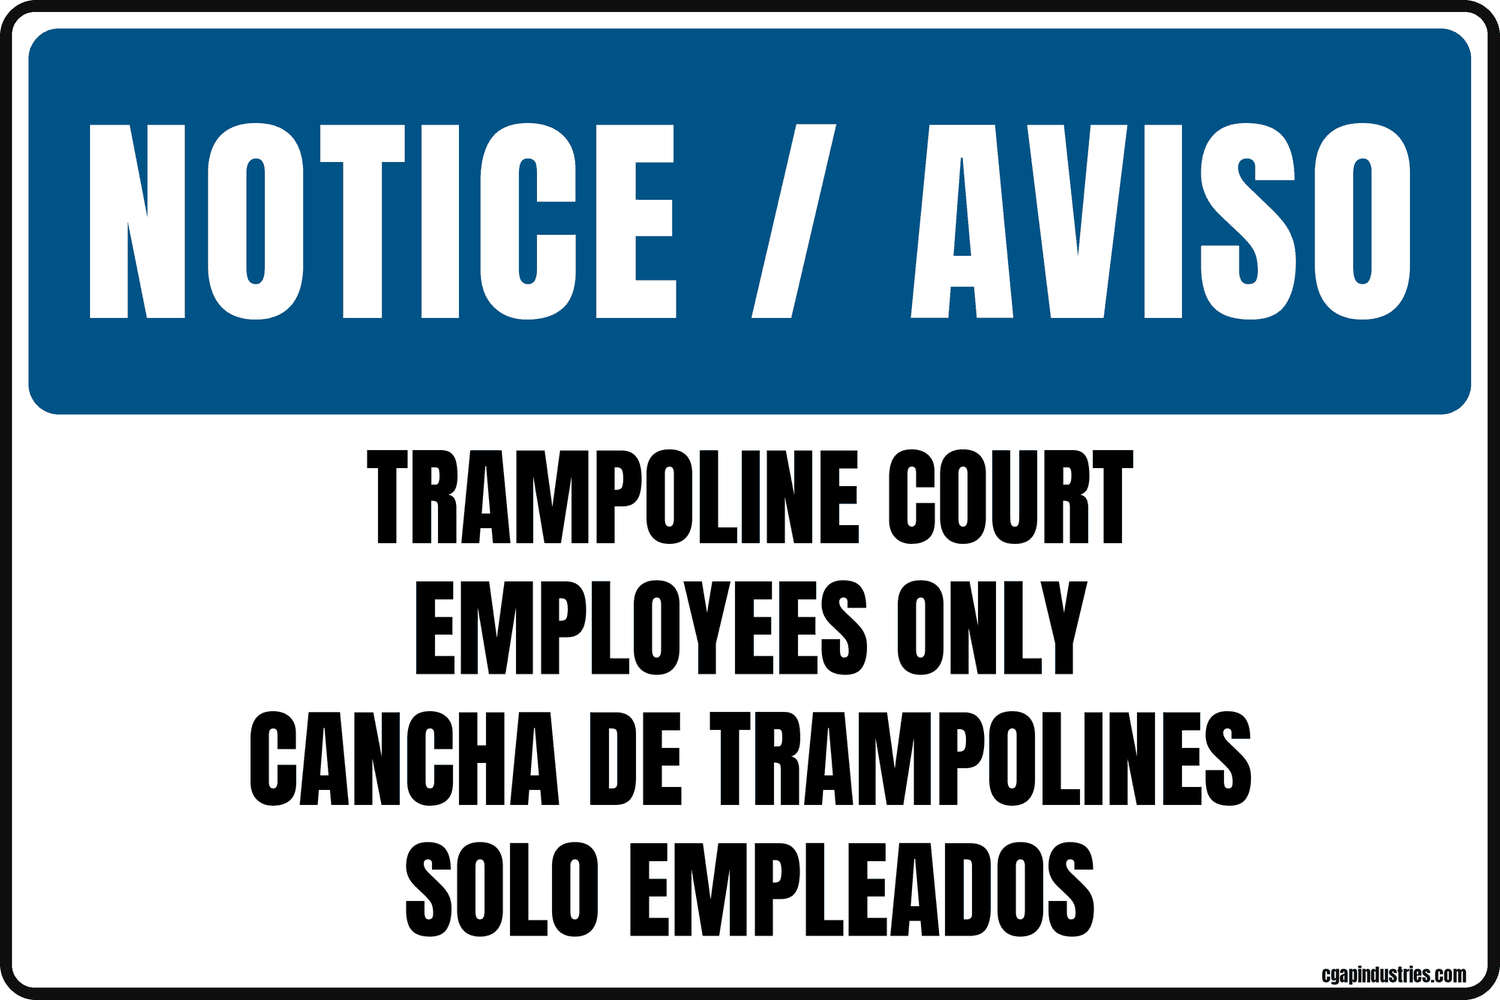 NOTICE / AVISO
TRAMPOLINE COURT
EMPLOYEES ONLY
CANCHA DE TRAMPOLINES
SOLO EMPLEADOS
cgapindustries.com